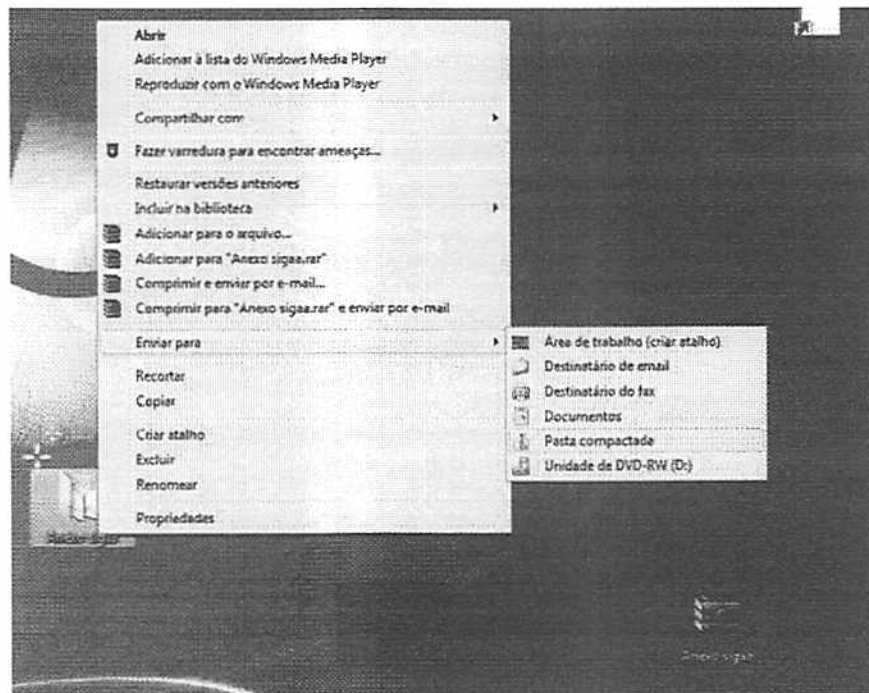 Abrir
Adicionar à lista do Windows Media Player
Reproduzir com o Windows Media Player
Compartilhar com
Fazer varredura para encontrar ameaças...
Restaurar versões anteriores
Incluir na biblioteca
Adicionar para o arquivo...
Adicionar para "Anexo sigaa.rar"
Comprimir e enviar por e-mail...
Comprimir para "Anexo sigaa.rar" e enviar por e-mail
Enviar para
Recortar
Copiar
Criar atalho
Excluir
Renomear
Propriedades
Área de trabalho (criar atalho)
Destinatário de email
Destinatário do fax
Documentos
Pasta compactada
Unidade de DVD-RW (D:)
Anexo sigaa